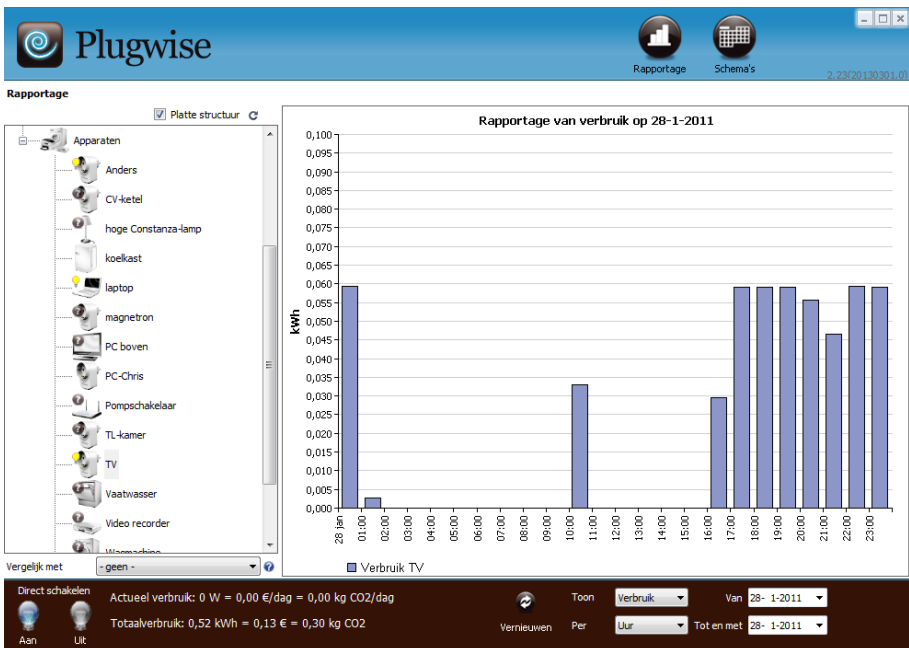 Plugwise
Rapportage
Schema's
2.23(20130301.0)
Rapportage
Platte structuur
Apparaten
Anders
CV-ketel
hoge Constanza-lamp
koelkast
laptop
magnetron
PC boven
PC-Chris
Pompschakelaar
TL-kamer
TV
Vaatwasser
Video recorder
Wasmachine
Vergelijk met
- geen -
Rapportage van verbruik op 28-1-2011
kWh
0,100
0,095
0,090
0,085
0,080
0,075
0,070
0,065
0,060
0,055
0,050
0,045
0,040
0,035
0,030
0,025
0,020
0,015
0,010
0,005
0,000
28 jan
01:00
02:00
03:00
04:00
05:00
06:00
07:00
08:00
09:00
10:00
11:00
12:00
13:00
14:00
15:00
16:00
17:00
18:00
19:00
20:00
21:00
22:00
23:00
Verbruik TV
Direct schakelen
Aan
Uit
Actueel verbruik: 0 W = 0,00 €/dag = 0,00 kg CO2/dag
Totaalverbruik: 0,52 kWh = 0,13 € = 0,30 kg CO2
Vernieuwen
Toon
Verbruik
Van
28- 1-2011
Per
Uur
Tot en met
28- 1-2011